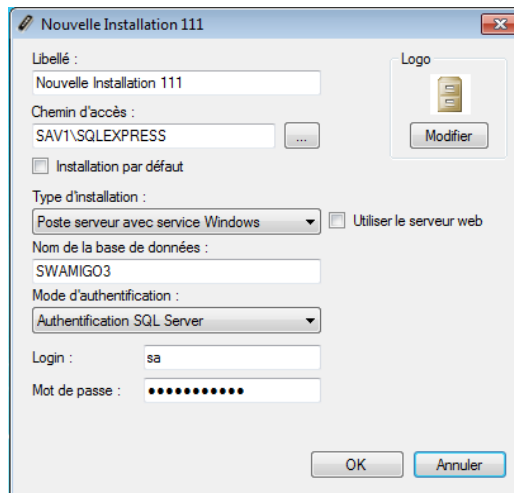 Nouvelle Installation 111
Libellé :
Logo
Nouvelle Installation 111
Chemin d'accès :
SAV1\SQLEXPRESS
...
Modifier
Installation par défaut
Type d'installation :
Poste serveur avec service Windows
Utiliser le serveur web
Nom de la base de données :
SWAMIGO3
Mode d'authentification :
Authentification SQL Server
Login :
sa
Mot de passe :
●●●●●●●●●●●
OK
Annuler